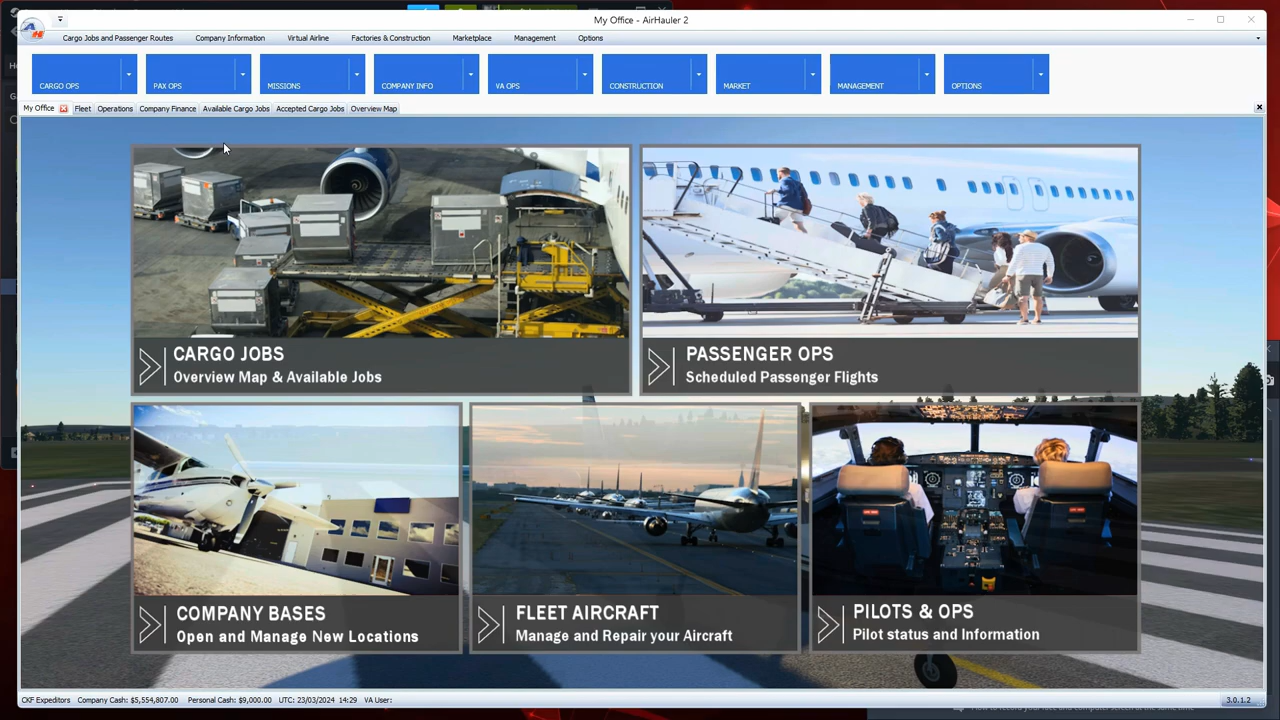 My Office - AirHauler 2
Cargo Jobs and Passenger Routes Company Information Virtual Airline Factories & Construction Marketplace Management Options
CARGO OPS PAX OPS MISSIONS COMPANY INFO VA OPS CONSTRUCTION MARKET MANAGEMENT OPTIONS
My Office Fleet Operations Company Finance Available Cargo Jobs Accepted Cargo Jobs Overview Map
CARGO JOBS
Overview Map & Available Jobs
PASSENGER OPS
Scheduled Passenger Flights
COMPANY BASES
Open and Manage New Locations
FLEET AIRCRAFT
Manage and Repair your Aircraft
PILOTS & OPS
Pilot status and Information
CKF Expeditors Company Cash: $5,554,807.00 Personal Cash: $9,000.00 UTC: 23/03/2024 14:29 VA User: 3.0.1.2